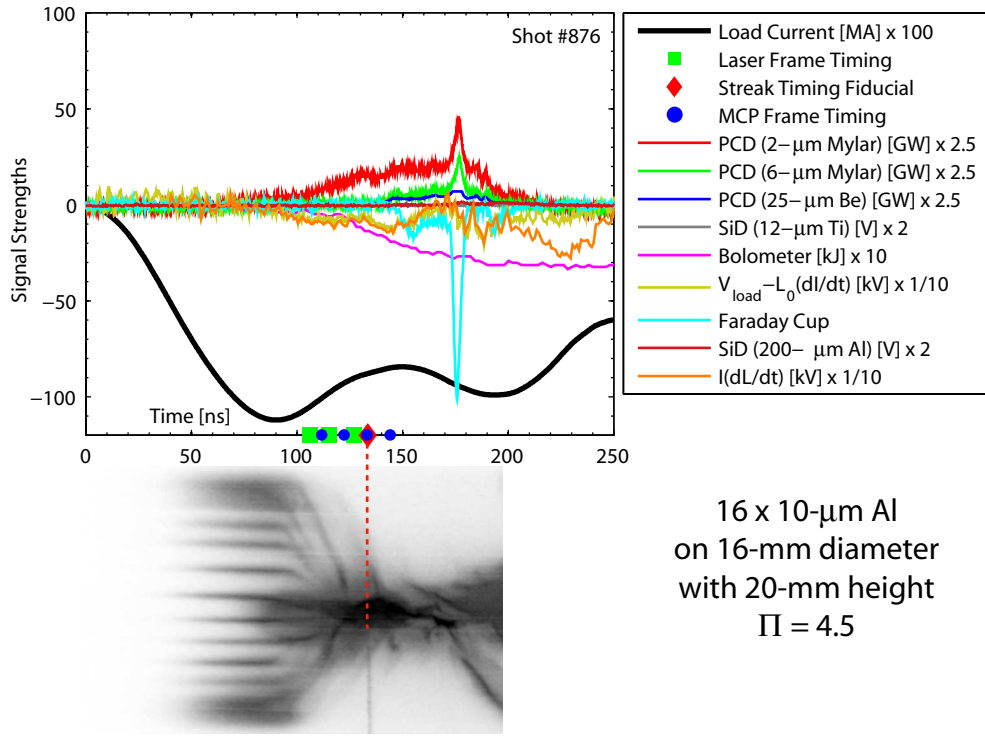 100
50
0
−50
−100
Signal Strengths
Shot #876
Time [ns]
0 50 100 150 200 250
Load Current [MA] x 100
Laser Frame Timing
Streak Timing Fiducial
MCP Frame Timing
PCD (2−μm Mylar) [GW] x 2.5
PCD (6−μm Mylar) [GW] x 2.5
PCD (25−μm Be) [GW] x 2.5
SiD (12−μm Ti) [V] x 2
Bolometer [kJ] x 10
V_load−L_0(dI/dt) [kV] x 1/10
Faraday Cup
SiD (200− μm Al) [V] x 2
I(dL/dt) [kV] x 1/10
16 x 10-μm Al
on 16-mm diameter
with 20-mm height
Π = 4.5